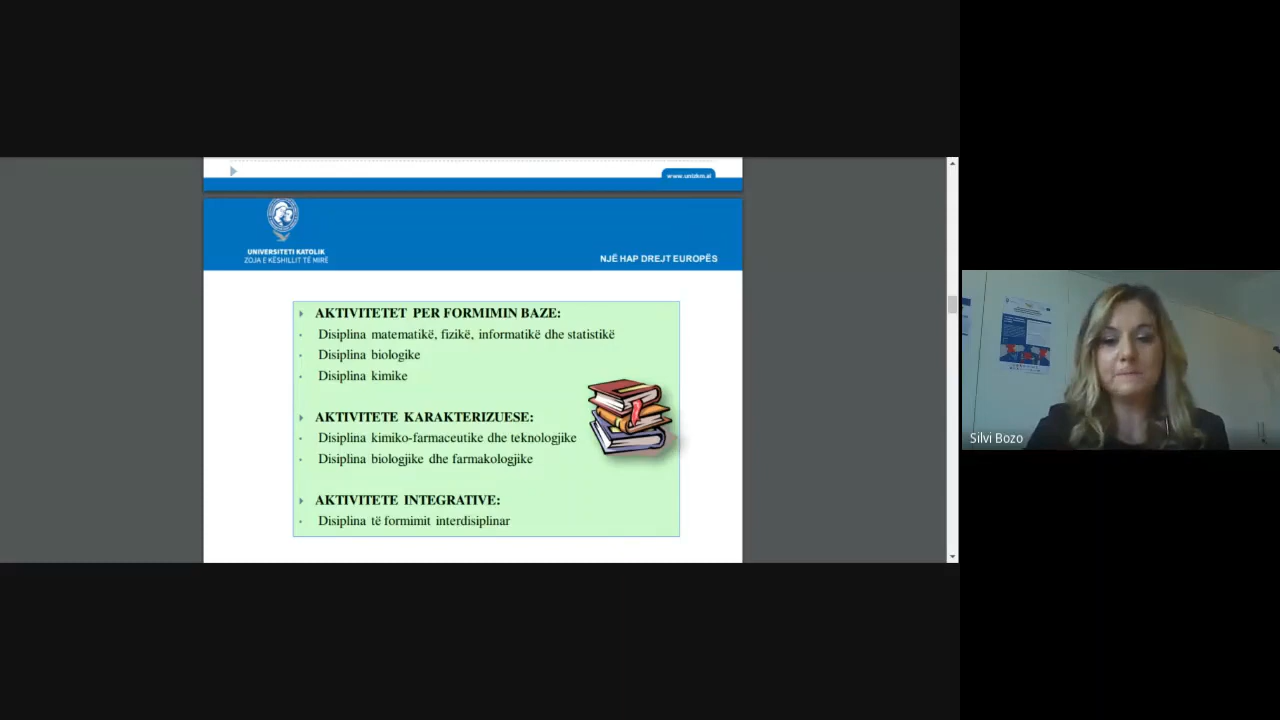 www.unizkm.al
UNIVERSITETI KATOLIK
ZOJA E KËSHILLIT TË MIRË
NJË HAP DREJT EUROPËS
AKTIVITETET PER FORMIMIN BAZE:
Disiplina matematikë, fizikë, informatikë dhe statistikë
Disiplina biologike
Disiplina kimike
AKTIVITETE KARAKTERIZUESE:
Disiplina kimiko-farmaceutike dhe teknologjike
Disiplina biologjike dhe farmakologjike
AKTIVITETE INTEGRATIVE:
Disiplina të formimit interdisiplinar
Silvi Bozo